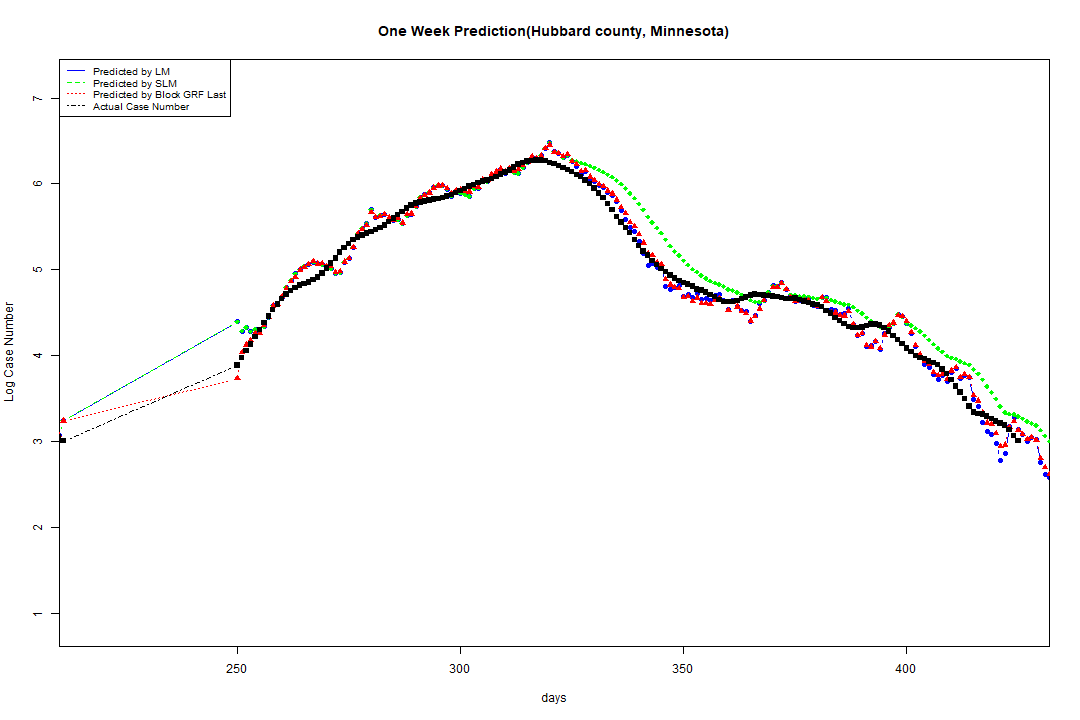 One Week Prediction(Hubbard county, Minnesota)
Predicted by LM
Predicted by SLM
Predicted by Block GRF Last
Actual Case Number
Log Case Number
7
6
5
4
3
2
1
250 300 350 400
days